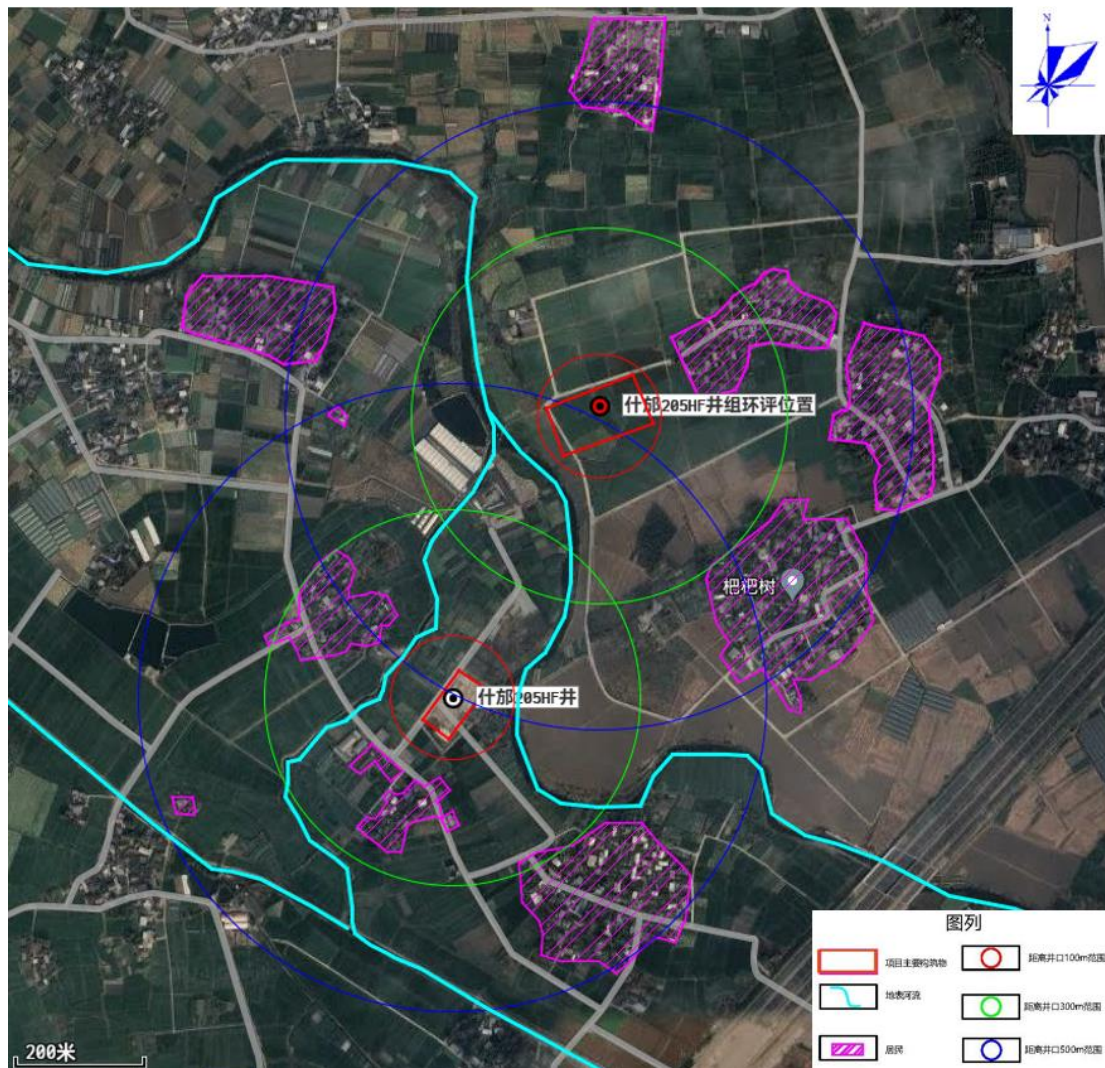 N
什邡205HF井组环评位置
杷杷树
什邡205HF井
200米
图列
项目主要构筑物
距离井口100m范围
地表河流
距离井口300m范围
居民
距离井口500m范围